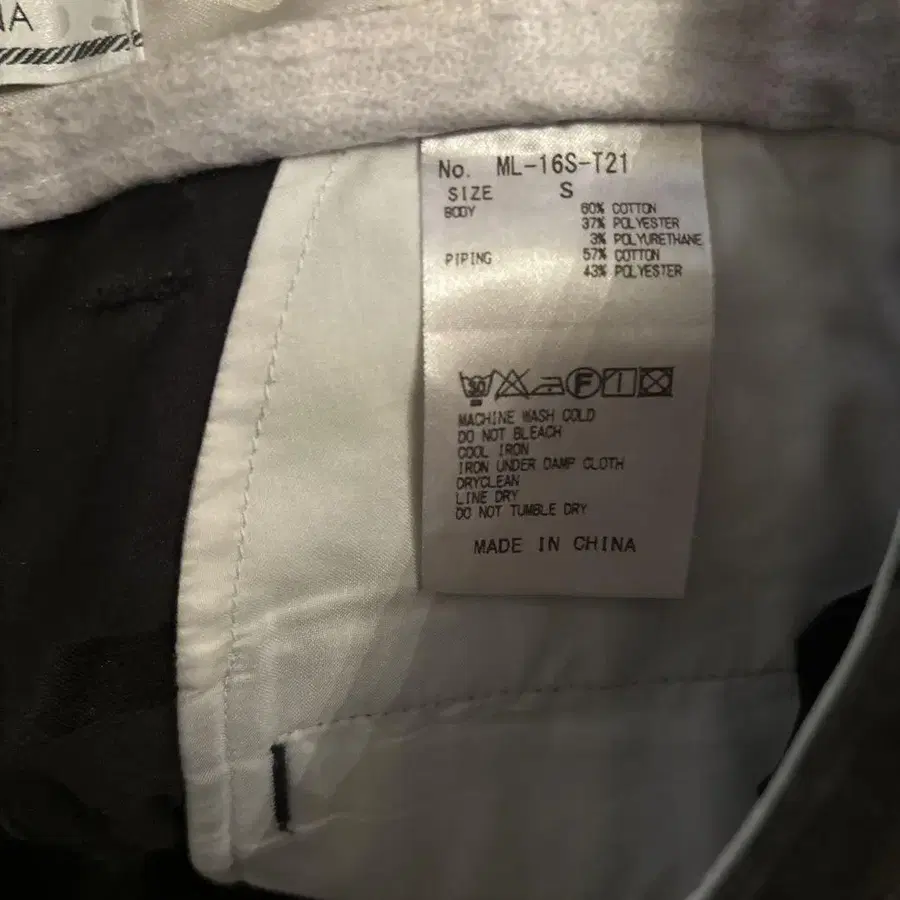 No. ML-16S-T21
SIZE S
BODY 60% COTTON
37% POLYESTER
3% POLYURETHANE
PIPING 57% COTTON
43% POLYESTER
30 F
MACHINE WASH COLD
DO NOT BLEACH
COOL IRON
IRON UNDER DAMP CLOTH
DRYCLEAN
LINE DRY
DO NOT TUMBLE DRY
MADE IN CHINA